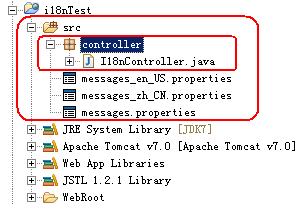 i18nTest
src
controller
I18nController.java
messages_en_US.properties
messages_zh_CN.properties
messages.properties
JRE System Library [JDK7]
Apache Tomcat v7.0 [Apache Tomcat v7.0]
Web App Libraries
JSTL 1.2.1 Library
WebRoot